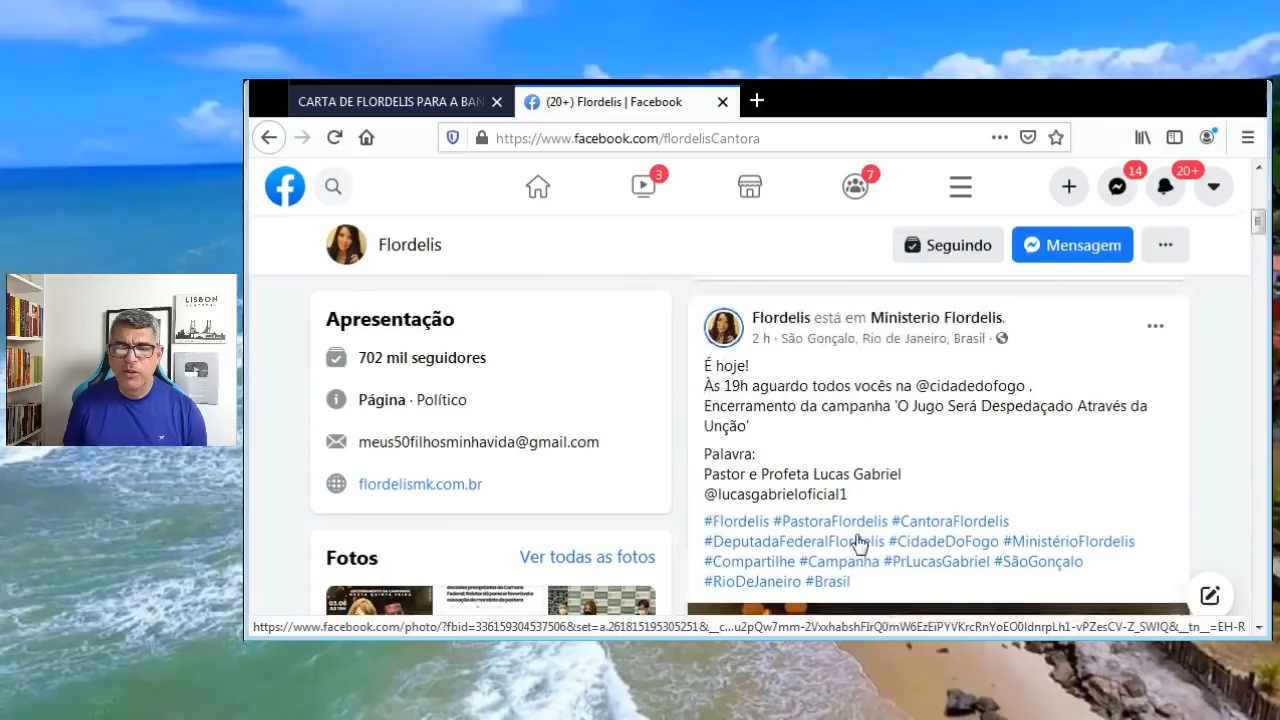 CARTA DE FLORDELIS PARA A BAN
(20+) Flordelis | Facebook
https://www.facebook.com/flordelisCantora
3
7
14
20+
Flordelis
Seguindo
Mensagem
Apresentação
702 mil seguidores
Página · Político
meus50filhosminhavida@gmail.com
flordelismk.com.br
Fotos
Ver todas as fotos
Flordelis está em Ministerio Flordelis.
2 h · São Gonçalo, Rio de Janeiro, Brasil ·
É hoje!
Às 19h aguardo todos vocês na @cidadedofogo .
Encerramento da campanha 'O Jugo Será Despedaçado Através da
Unção'
Palavra:
Pastor e Profeta Lucas Gabriel
@lucasgabrieloficial1
#Flordelis #PastoraFlordelis #CantoraFlordelis
#DeputadaFederalFlordelis #CidadeDoFogo #MinistérioFlordelis
#Compartilhe #Campanha #PrLucasGabriel #SãoGonçalo
#RioDeJaneiro #Brasil
LISBON